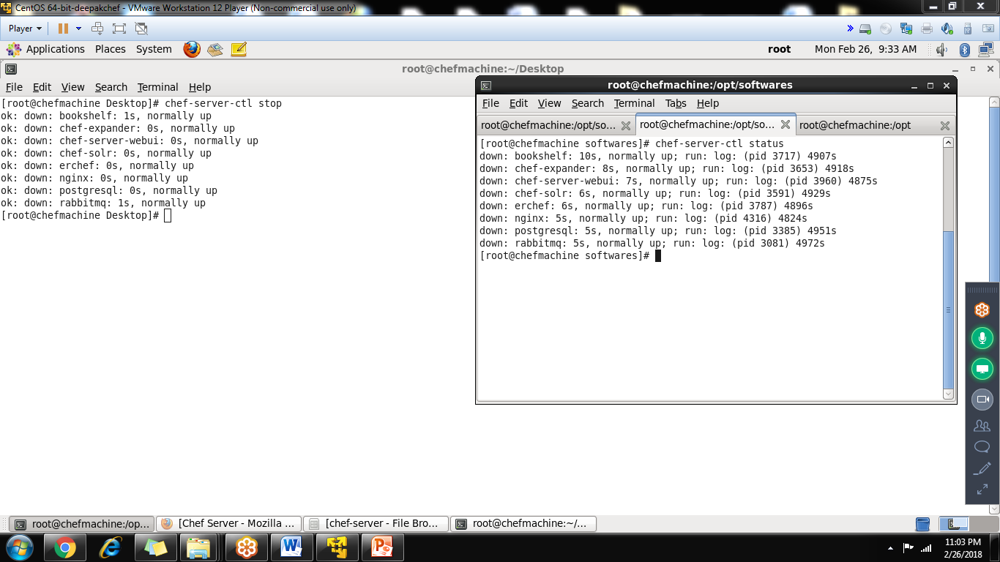 CentOS 64-bit-deepakchef - VMware Workstation 12 Player (Non-commercial use only)
Player
Applications Places System
root Mon Feb 26, 9:33 AM
root@chefmachine:~/Desktop
File Edit View Search Terminal Help
[root@chefmachine Desktop]# chef-server-ctl stop
ok: down: bookshelf: 1s, normally up
ok: down: chef-expander: 0s, normally up
ok: down: chef-server-webui: 0s, normally up
ok: down: chef-solr: 0s, normally up
ok: down: erchef: 0s, normally up
ok: down: nginx: 0s, normally up
ok: down: postgresql: 0s, normally up
ok: down: rabbitmq: 1s, normally up
[root@chefmachine Desktop]#
root@chefmachine:/opt/softwares
File Edit View Search Terminal Tabs Help
root@chefmachine:/opt/so... root@chefmachine:/opt/so... root@chefmachine:/opt
[root@chefmachine softwares]# chef-server-ctl status
down: bookshelf: 10s, normally up; run: log: (pid 3717) 4907s
down: chef-expander: 8s, normally up; run: log: (pid 3653) 4918s
down: chef-server-webui: 7s, normally up; run: log: (pid 3960) 4875s
down: chef-solr: 6s, normally up; run: log: (pid 3591) 4929s
down: erchef: 6s, normally up; run: log: (pid 3787) 4896s
down: nginx: 5s, normally up; run: log: (pid 4316) 4824s
down: postgresql: 5s, normally up; run: log: (pid 3385) 4951s
down: rabbitmq: 5s, normally up; run: log: (pid 3081) 4972s
[root@chefmachine softwares]#
root@chefmachine:/op... [Chef Server - Mozilla ... [chef-server - File Bro... root@chefmachine:~/...
11:03 PM
2/26/2018